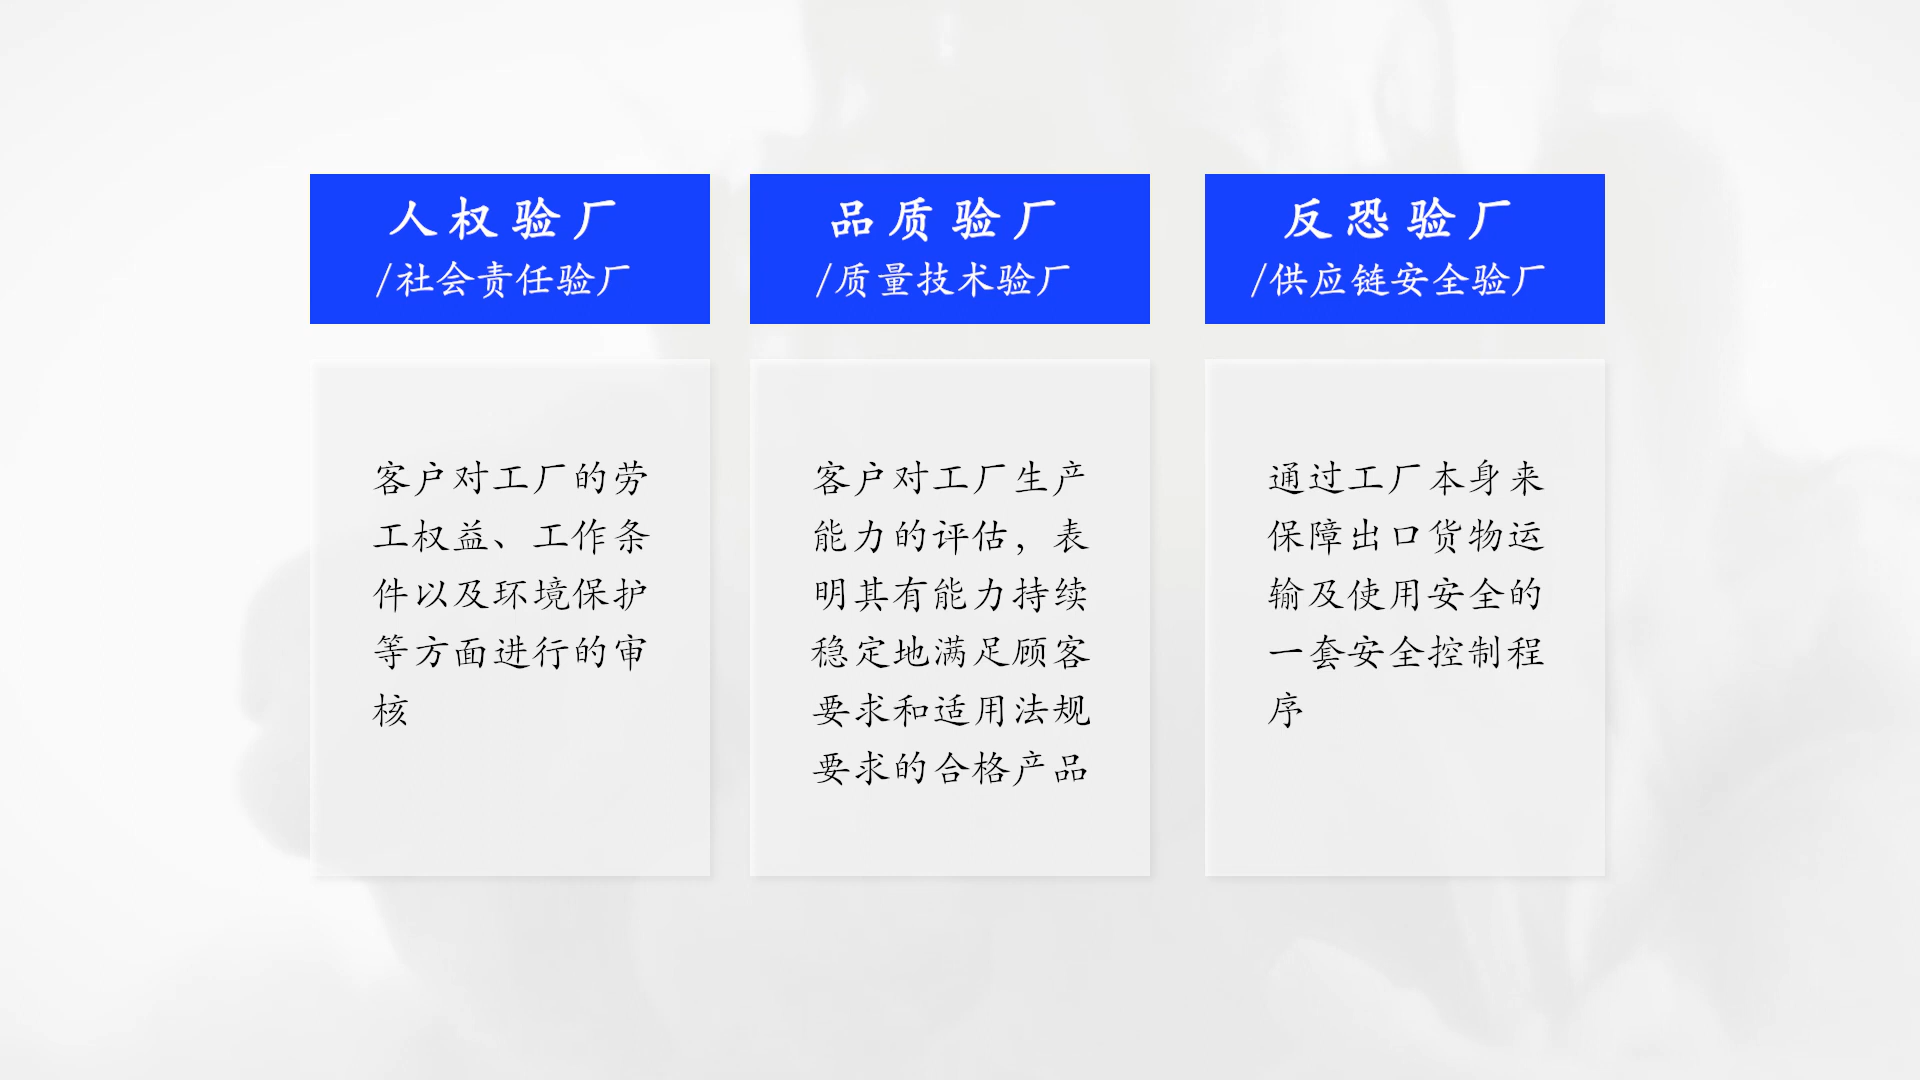 人权验厂
/社会责任验厂
客户对工厂的劳
工权益、工作条
件以及环境保护
等方面进行的审
核
品质验厂
/质量技术验厂
客户对工厂生产
能力的评估，表
明其有能力持续
稳定地满足顾客
要求和适用法规
要求的合格产品
反恐验厂
/供应链安全验厂
通过工厂本身来
保障出口货物运
输及使用安全的
一套安全控制程
序